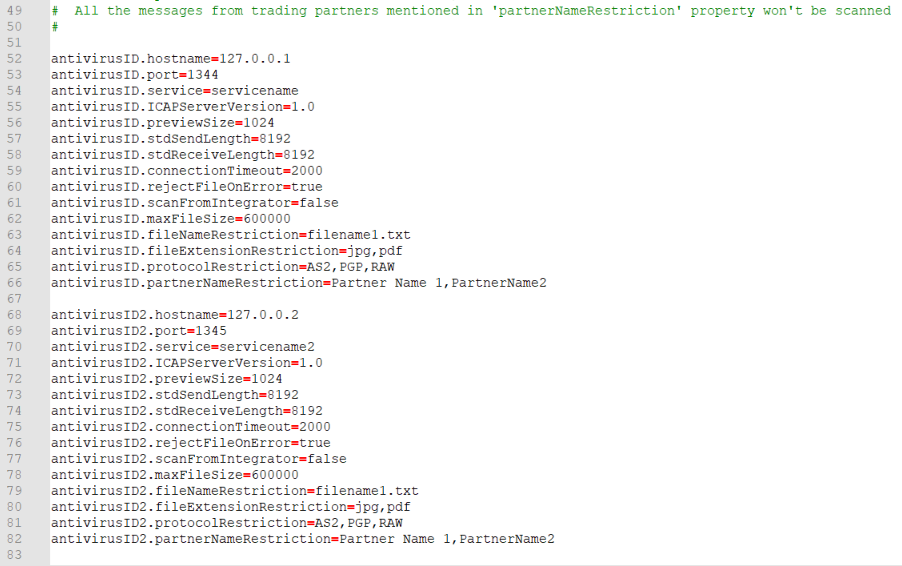 49 #  All the messages from trading partners mentioned in 'partnerNameRestriction' property won't be scanned
50 #
51
52 antivirusID.hostname=127.0.0.1
53 antivirusID.port=1344
54 antivirusID.service=servicename
55 antivirusID.ICAPServerVersion=1.0
56 antivirusID.previewSize=1024
57 antivirusID.stdSendLength=8192
58 antivirusID.stdReceiveLength=8192
59 antivirusID.connectionTimeout=2000
60 antivirusID.rejectFileOnError=true
61 antivirusID.scanFromIntegrator=false
62 antivirusID.maxFileSize=600000
63 antivirusID.fileNameRestriction=filename1.txt
64 antivirusID.fileExtensionRestriction=jpg,pdf
65 antivirusID.protocolRestriction=AS2,PGP,RAW
66 antivirusID.partnerNameRestriction=Partner Name 1,PartnerName2
67
68 antivirusID2.hostname=127.0.0.2
69 antivirusID2.port=1345
70 antivirusID2.service=servicename2
71 antivirusID2.ICAPServerVersion=1.0
72 antivirusID2.previewSize=1024
73 antivirusID2.stdSendLength=8192
74 antivirusID2.stdReceiveLength=8192
75 antivirusID2.connectionTimeout=2000
76 antivirusID2.rejectFileOnError=true
77 antivirusID2.scanFromIntegrator=false
78 antivirusID2.maxFileSize=600000
79 antivirusID2.fileNameRestriction=filename1.txt
80 antivirusID2.fileExtensionRestriction=jpg,pdf
81 antivirusID2.protocolRestriction=AS2,PGP,RAW
82 antivirusID2.partnerNameRestriction=Partner Name 1,PartnerName2
83